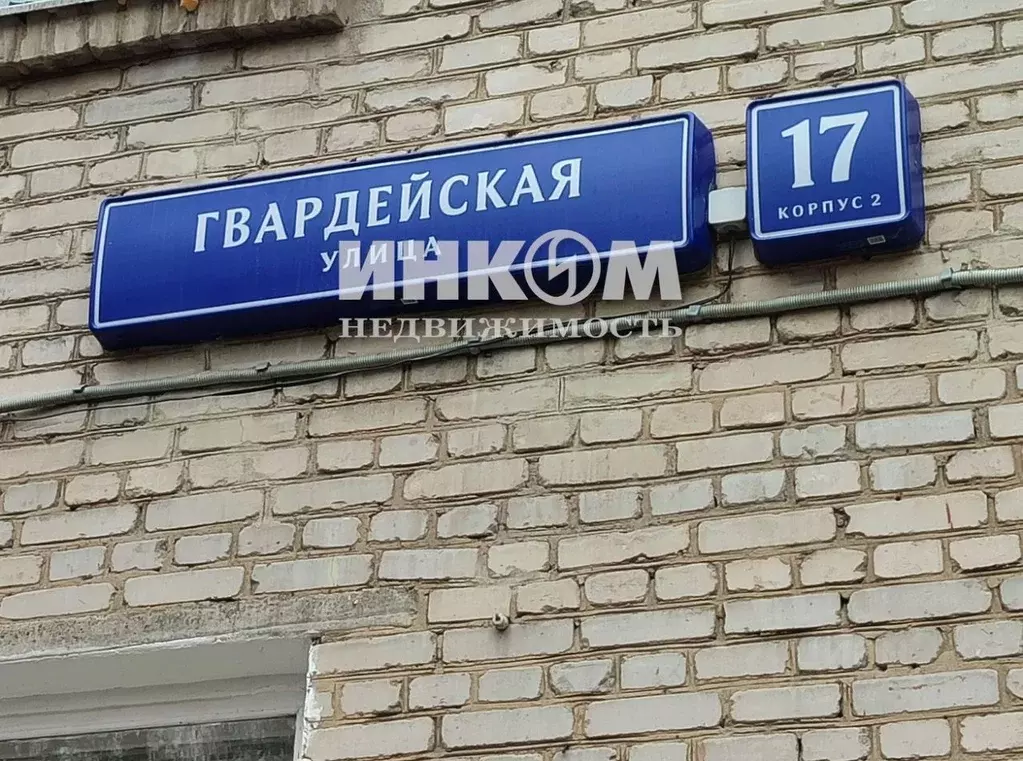 ГВАРДЕЙСКАЯ
УЛИЦА
17
КОРПУС 2
ИНКОМ
НЕДВИЖИМОСТЬ